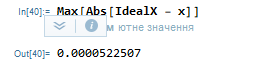 In[40]:= Max[Abs[IdealX - x]]
м ютне значення
Out[40]= 0.0000522507